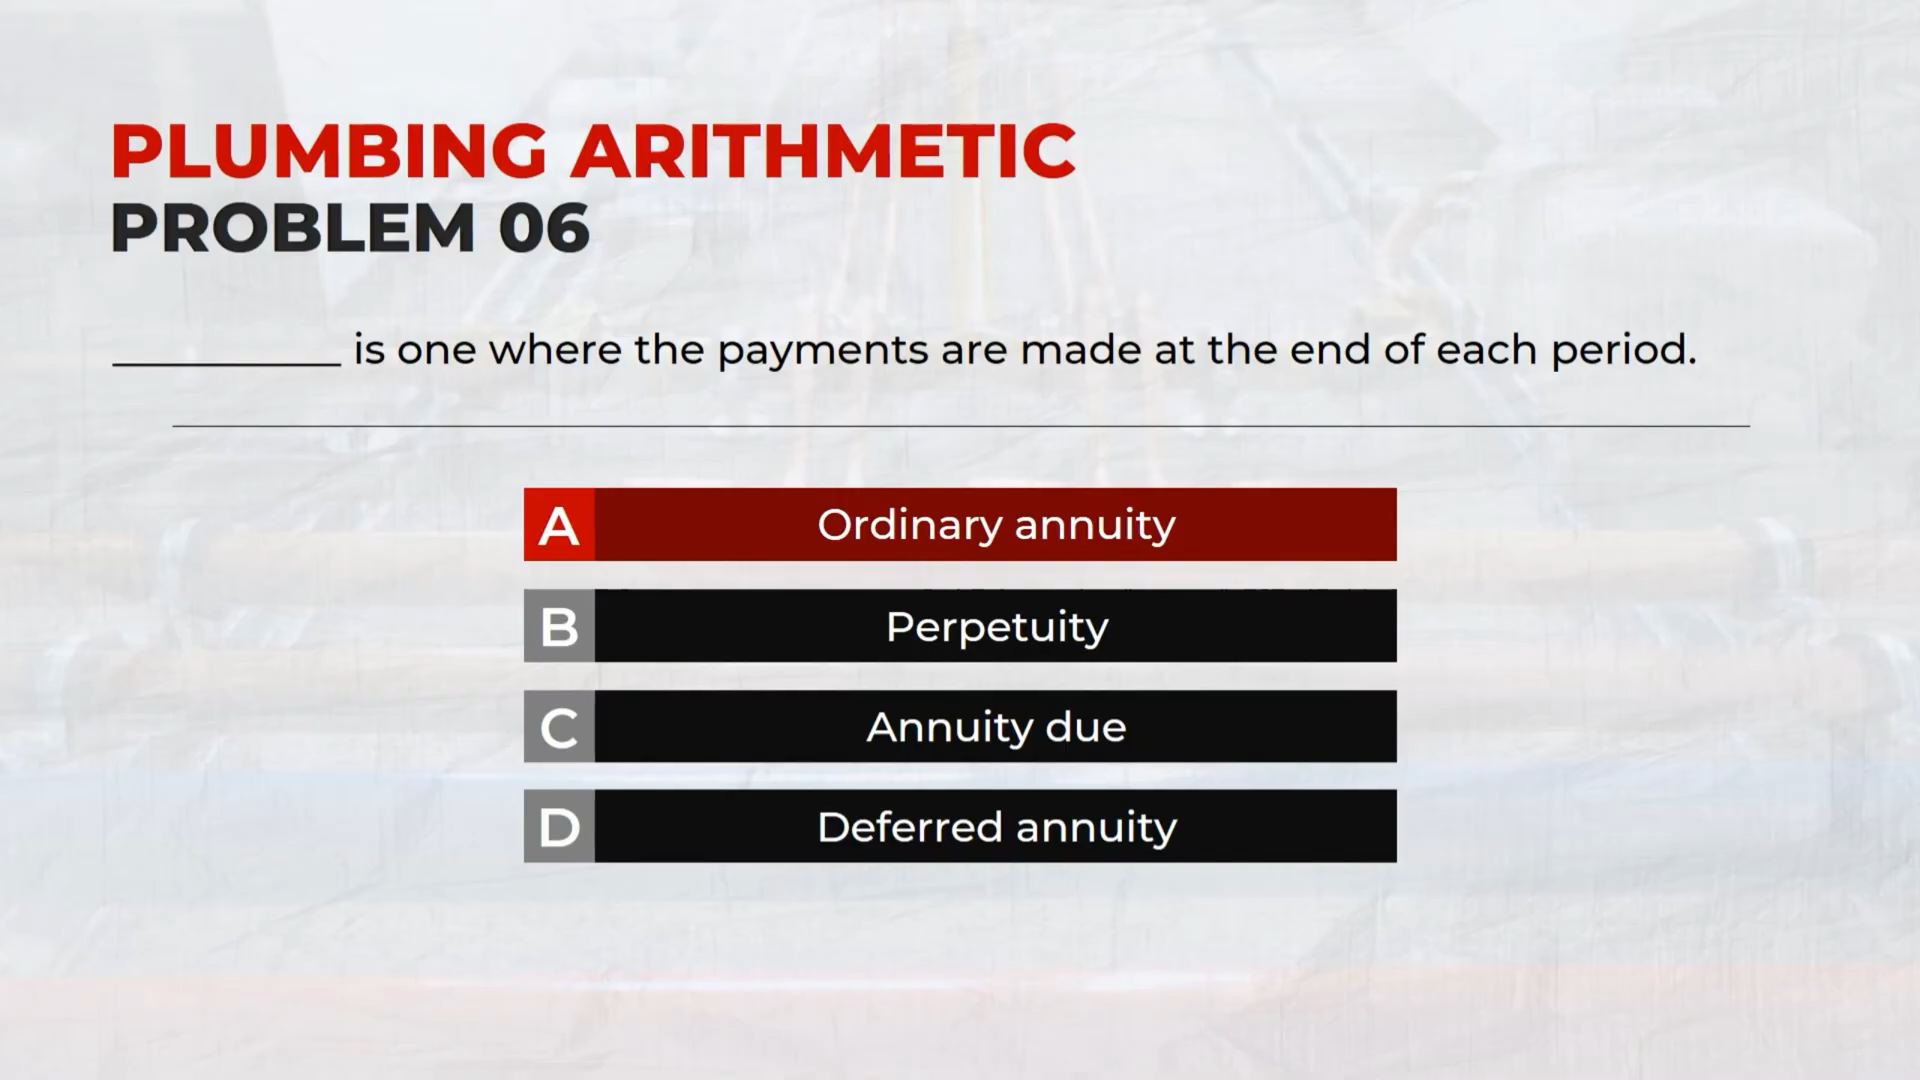 PLUMBING ARITHMETIC
PROBLEM 06
__________ is one where the payments are made at the end of each period.
A Ordinary annuity
B Perpetuity
C Annuity due
D Deferred annuity